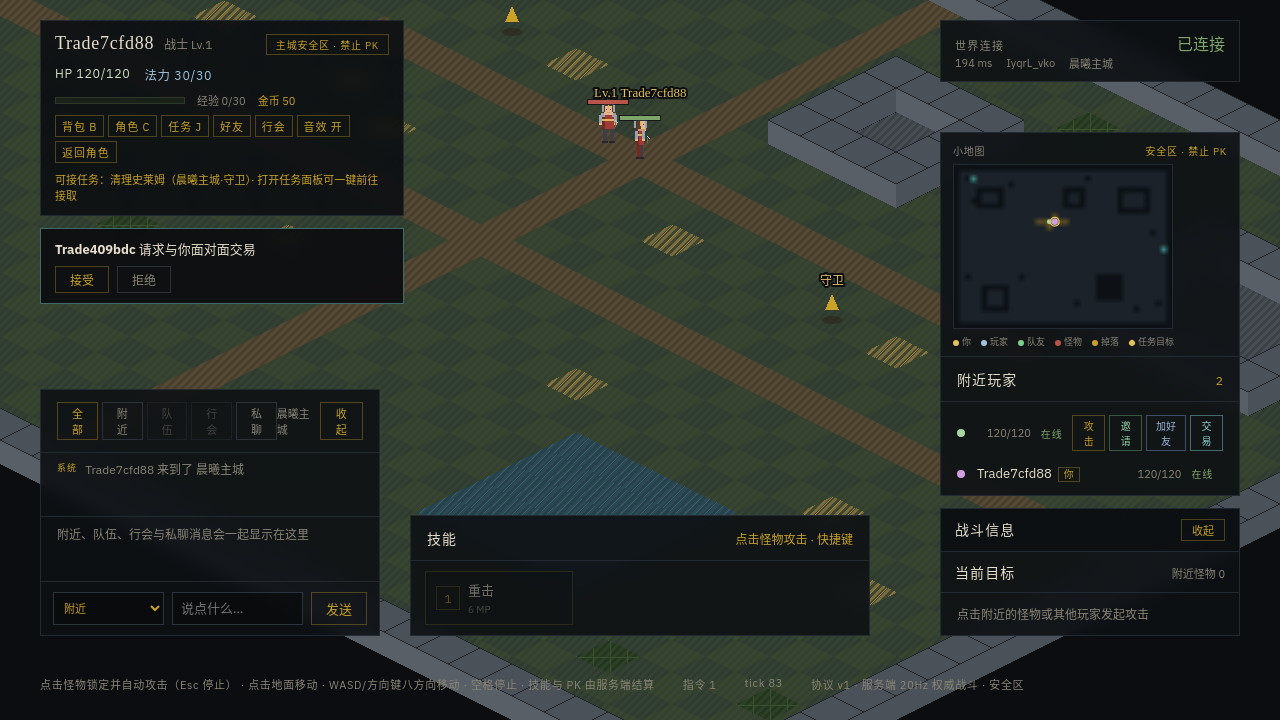 Trade7cfd88 战士 Lv.1 主城安全区 · 禁止 PK
HP 120/120 法力 30/30
经验 0/30 金币 50
背包 B 角色 C 任务 J 好友 行会 音效 开
返回角色
可接任务：清理史莱姆（晨曦主城·守卫）· 打开任务面板可一键前往
接取
Trade409bdc 请求与你面对面交易
接受 拒绝
Lv.1 Trade7cfd88
守卫
世界连接 已连接
194 ms IyqrL_vko 晨曦主城
小地图 安全区 · 禁止 PK
你 玩家 队友 怪物 掉落 任务目标
附近玩家 2
120/120 在线 攻击 邀请 加好友 交易
Trade7cfd88 你 120/120 在线
战斗信息 收起
当前目标 附近怪物 0
点击附近的怪物或其他玩家发起攻击
全部 附近 队伍 行会 私聊 晨曦主城 收起
系统 Trade7cfd88 来到了 晨曦主城
附近、队伍、行会与私聊消息会一起显示在这里
附近 说点什么... 发送
技能 点击怪物攻击 · 快捷键
1 重击
6 MP
点击怪物锁定并自动攻击（Esc 停止） · 点击地面移动 · WASD/方向键八方向移动 · 空格停止 · 技能与 PK 由服务端结算 指令 1 tick 83 协议 v1 · 服务端 20Hz 权威战斗 · 安全区